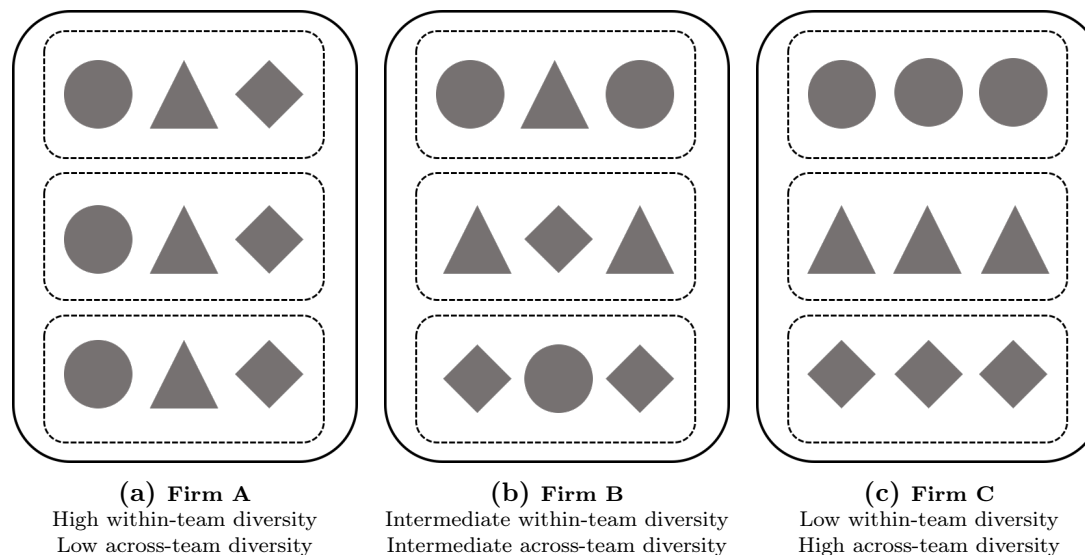 (a) Firm A
High within-team diversity
Low across-team diversity
(b) Firm B
Intermediate within-team diversity
Intermediate across-team diversity
(c) Firm C
Low within-team diversity
High across-team diversity